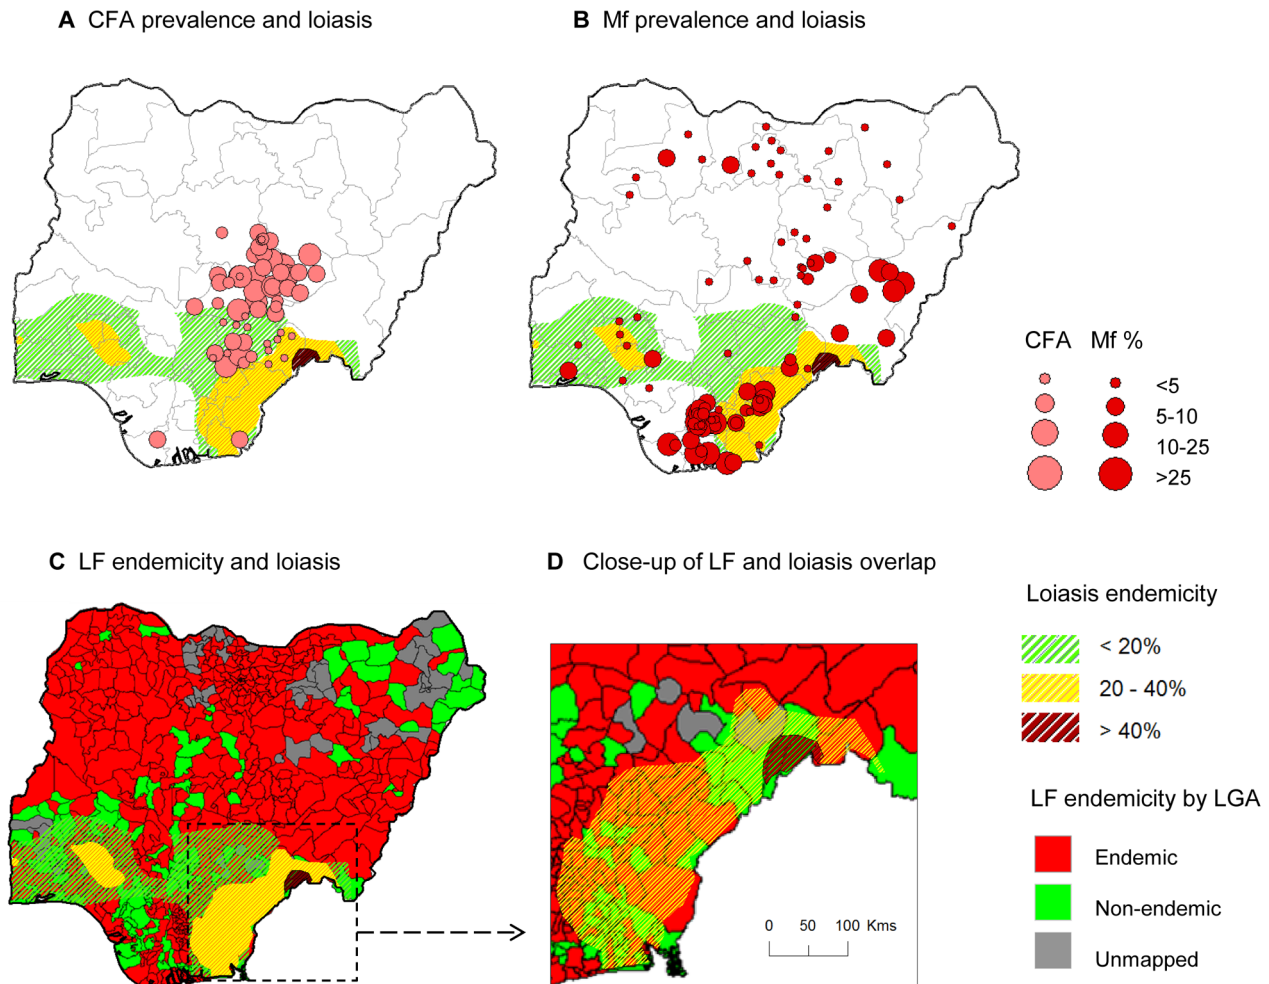 A CFA prevalence and loiasis
B Mf prevalence and loiasis
CFA Mf %
<5
5-10
10-25
>25
C LF endemicity and loiasis
D Close-up of LF and loiasis overlap
Loiasis endemicity
< 20%
20 - 40%
> 40%
LF endemicity by LGA
Endemic
Non-endemic
Unmapped
0 50 100 Kms